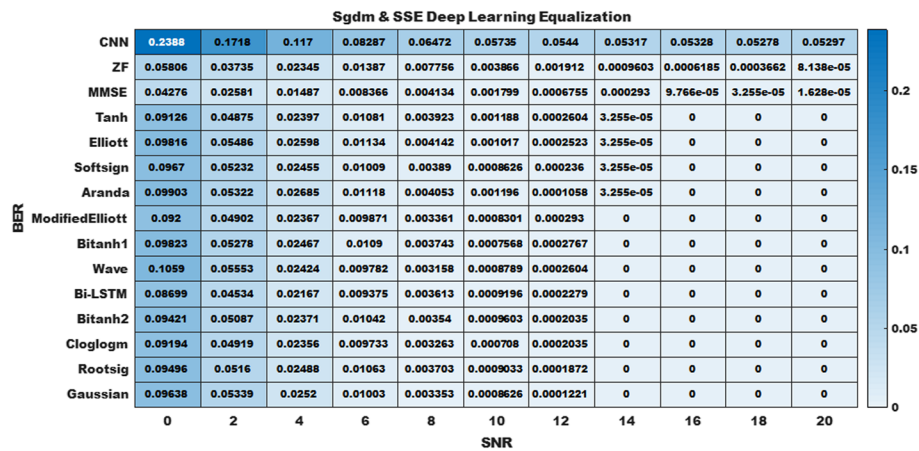 Sgdm & SSE Deep Learning Equalization
CNN 0.2388 0.1718 0.117 0.08287 0.06472 0.05735 0.0544 0.05317 0.05328 0.05278 0.05297
ZF 0.05806 0.03735 0.02345 0.01387 0.007756 0.003866 0.001912 0.0009603 0.0006185 0.0003662 8.138e-05
MMSE 0.04276 0.02581 0.01487 0.008366 0.004134 0.001799 0.0006755 0.000293 9.766e-05 3.255e-05 1.628e-05
Tanh 0.09126 0.04875 0.02397 0.01081 0.003923 0.001188 0.0002604 3.255e-05 0 0 0
Elliott 0.09816 0.05486 0.02598 0.01134 0.004142 0.001017 0.0002523 3.255e-05 0 0 0
Softsign 0.0967 0.05232 0.02455 0.01009 0.00389 0.0008626 0.000236 3.255e-05 0 0 0
Aranda 0.09903 0.05322 0.02685 0.01118 0.004053 0.001196 0.0001058 3.255e-05 0 0 0
ModifiedElliott 0.092 0.04902 0.02367 0.009871 0.003361 0.0008301 0.000293 0 0 0 0
Bitanh1 0.09823 0.05278 0.02467 0.0109 0.003743 0.0007568 0.0002767 0 0 0 0
Wave 0.1059 0.05553 0.02424 0.009782 0.003158 0.0008789 0.0002604 0 0 0 0
Bi-LSTM 0.08699 0.04534 0.02167 0.009375 0.003613 0.0009196 0.0002279 0 0 0 0
Bitanh2 0.09421 0.05087 0.02371 0.01042 0.00354 0.0009603 0.0002035 0 0 0 0
Cloglogm 0.09194 0.04919 0.02356 0.009733 0.003263 0.000708 0.0002035 0 0 0 0
Rootsig 0.09496 0.0516 0.02488 0.01063 0.003703 0.0009033 0.0001872 0 0 0 0
Gaussian 0.09638 0.05339 0.0252 0.01003 0.003353 0.0008626 0.0001221 0 0 0 0
0 2 4 6 8 10 12 14 16 18 20
SNR
BER
0.2
0.15
0.1
0.05
0